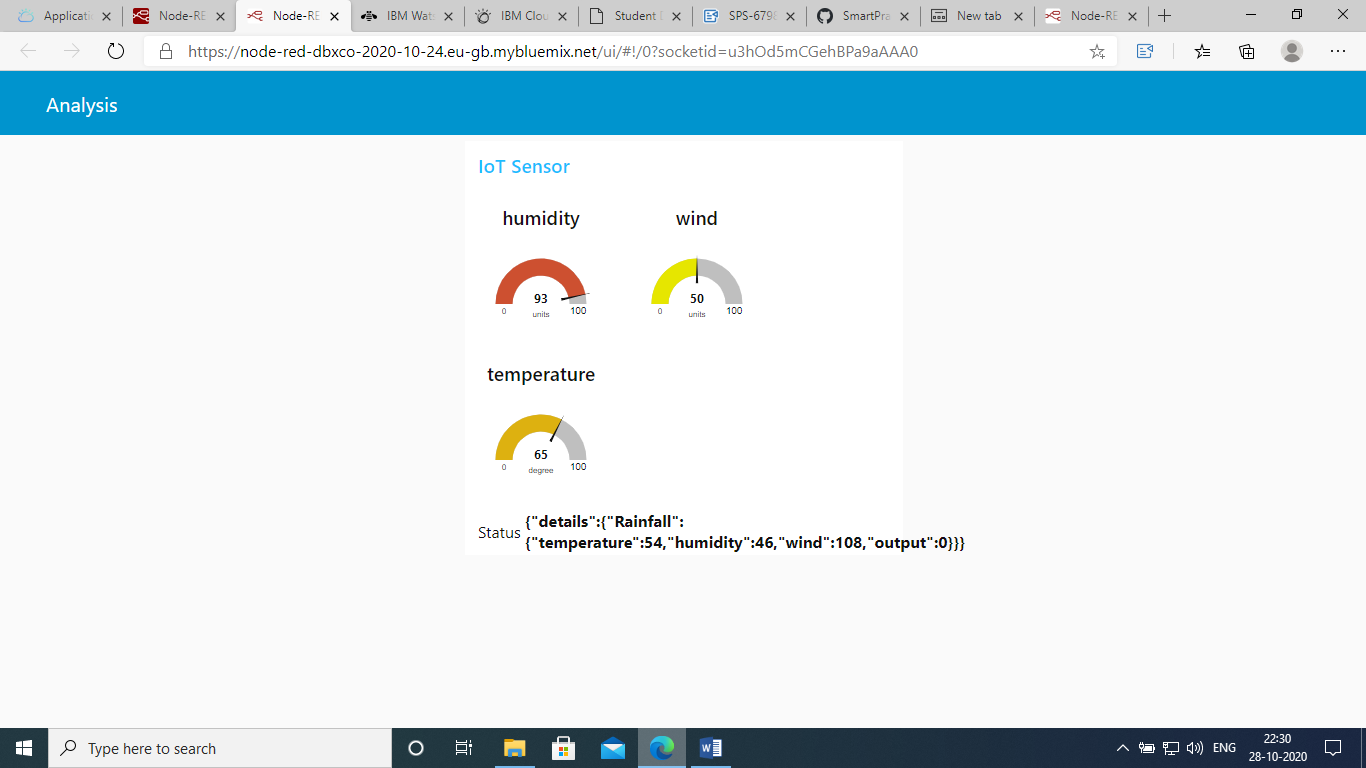 Applicatio
Node-RE
Node-RE
IBM Wats
IBM Clou
Student D
SPS-6798
SmartPra
New tab
Node-RE
https://node-red-dbxco-2020-10-24.eu-gb.mybluemix.net/ui/#!/0?socketid=u3hOd5mCGehBPa9aAAA0
Analysis
IoT Sensor
humidity wind
93 50
0 units 100 0 units 100
temperature
65
0 degree 100
Status {"details":{"Rainfall":
{"temperature":54,"humidity":46,"wind":108,"output":0}}}
Type here to search
ENG
22:30
28-10-2020